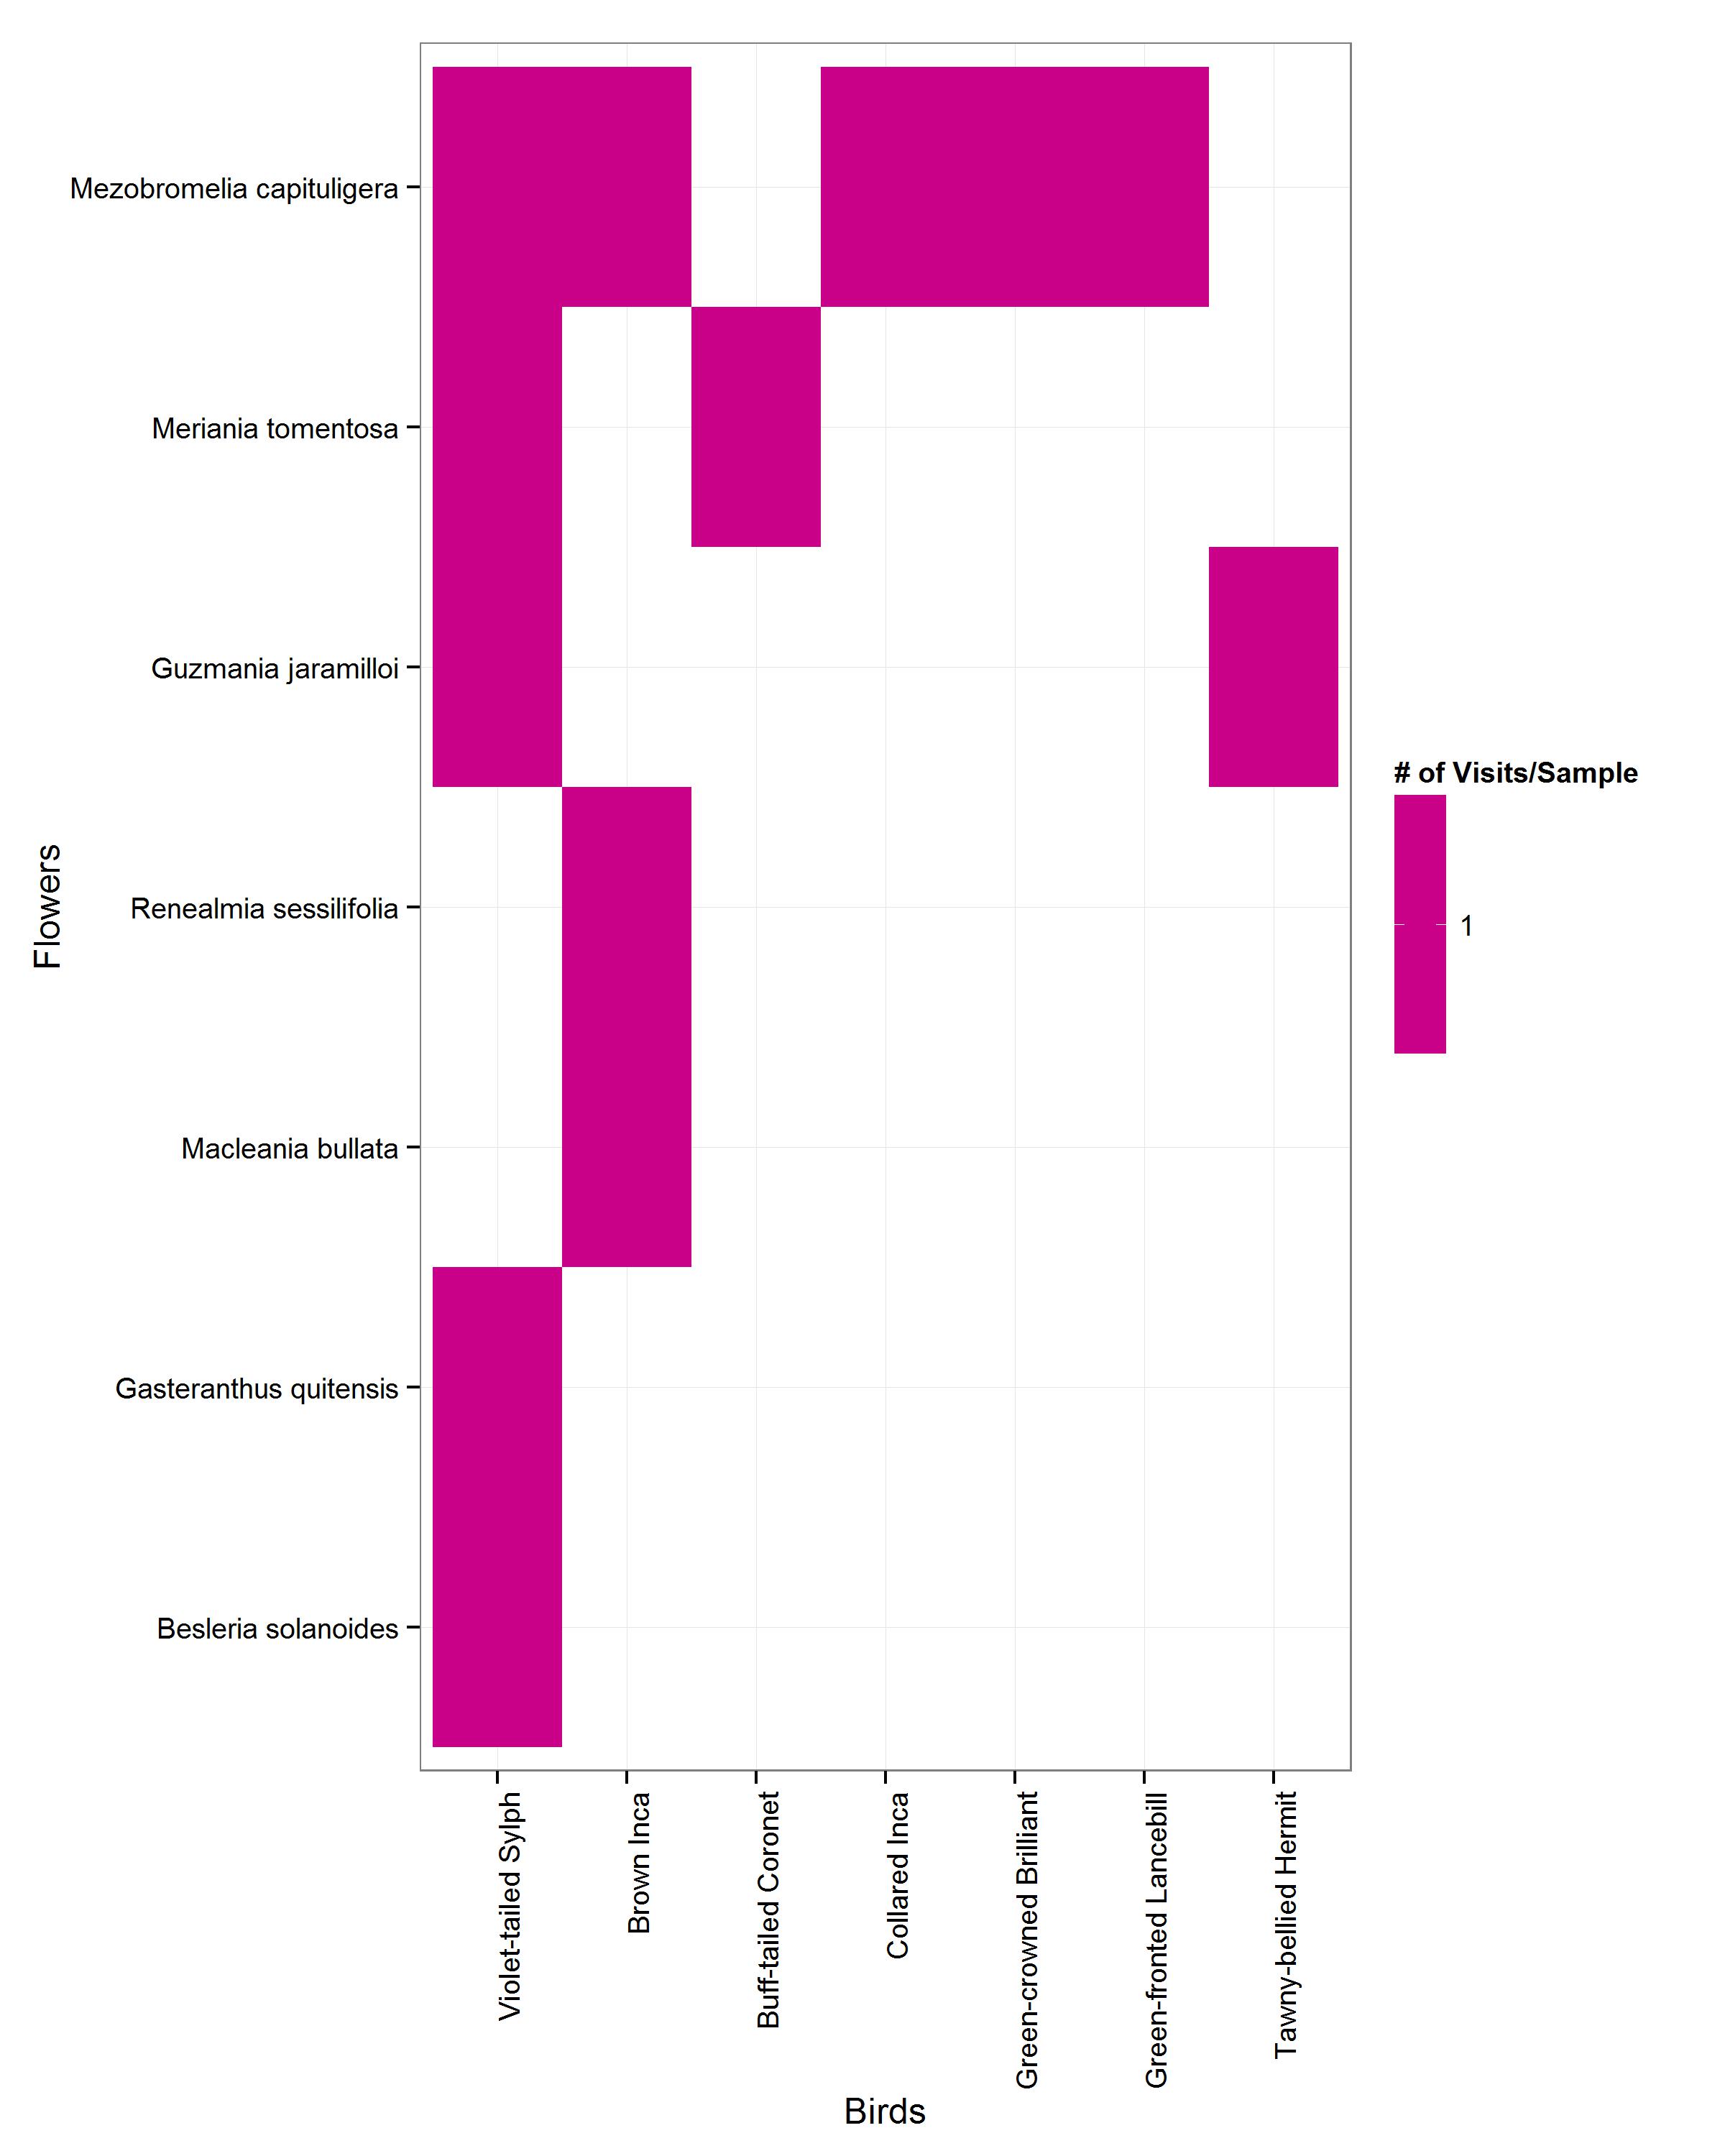 Mezobromelia capituligera
Meriania tomentosa
Guzmania jaramilloi
Renealmia sessilifolia
Macleania bullata
Gasteranthus quitensis
Besleria solanoides
Flowers
# of Visits/Sample
1
Violet-tailed Sylph
Brown Inca
Buff-tailed Coronet
Collared Inca
Green-crowned Brilliant
Green-fronted Lancebill
Tawny-bellied Hermit
Birds